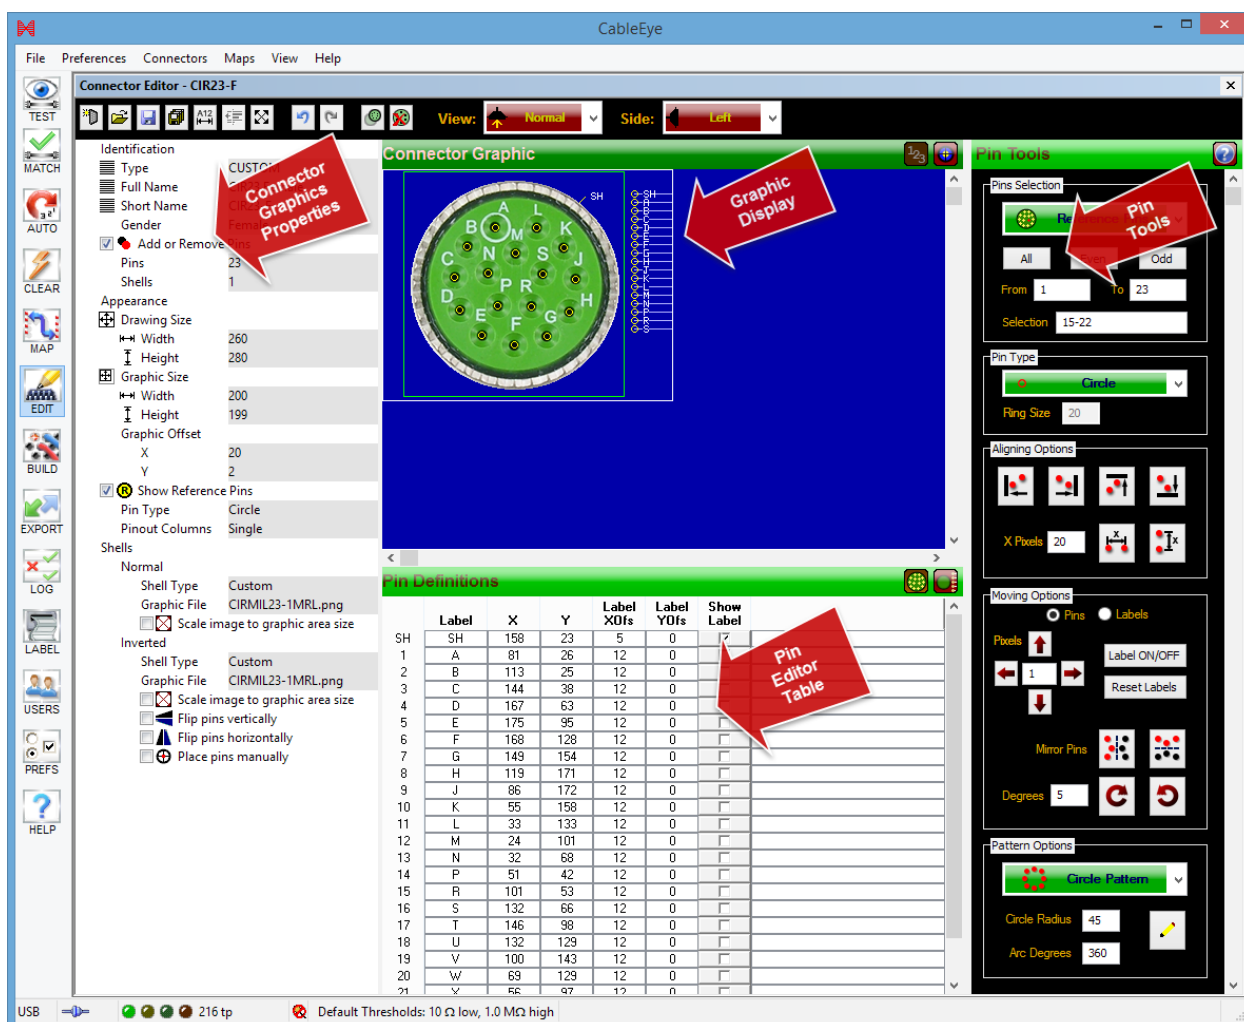 CableEye
File Preferences Connectors Maps View Help
Connector Editor - CIR23-F
TEST
MATCH
AUTO
CLEAR
MAP
EDIT
BUILD
EXPORT
LOG
LABEL
USERS
PREFS
HELP
View: Normal Side: Left
Identification
Type CUSTOM
Full Name
Short Name
Gender Female
Add or Remove Pins
Pins 23
Shells 1
Appearance
Drawing Size
Width 260
Height 280
Graphic Size
Width 200
Height 199
Graphic Offset
X 20
Y 2
Show Reference Pins
Pin Type Circle
Pinout Columns Single
Shells
Normal
Shell Type Custom
Graphic File CIRMIL23-1MRL.png
Scale image to graphic area size
Inverted
Shell Type Custom
Graphic File CIRMIL23-1MRL.png
Scale image to graphic area size
Flip pins vertically
Flip pins horizontally
Place pins manually
Connector
Graphics
Properties
Connector Graphic
A L
B M K
C N S J
D P R H
E F G
SH
SH
A
B
C
D
E
F
G
H
J
K
L
M
N
P
R
S
Graphic
Display
Pin Definitions
Label X Y Label XOfs Label YOfs Show Label
SH SH 158 23 5 0
1 A 81 26 12 0
2 B 113 25 12 0
3 C 144 38 12 0
4 D 167 63 12 0
5 E 175 95 12 0
6 F 168 128 12 0
7 G 149 154 12 0
8 H 119 171 12 0
9 J 86 172 12 0
10 K 55 158 12 0
11 L 33 133 12 0
12 M 24 101 12 0
13 N 32 68 12 0
14 P 51 42 12 0
15 R 101 53 12 0
16 S 132 66 12 0
17 T 146 98 12 0
18 U 132 129 12 0
19 V 100 143 12 0
20 W 69 129 12 0
21 X 56 97 12 0
Pin
Editor
Table
Pin Tools
Pins Selection
Reference
All Even Odd
From 1 To 23
Selection 15-22
Pin
Tools
Pin Type
Circle
Ring Size 20
Aligning Options
X Pixels 20
Moving Options
Pins Labels
Pixels
1
Label ON/OFF
Reset Labels
Mirror Pins
Degrees 5
Pattern Options
Circle Pattern
Circle Radius 45
Arc Degrees 360
USB 216 tp Default Thresholds: 10 Ω low, 1.0 MΩ high